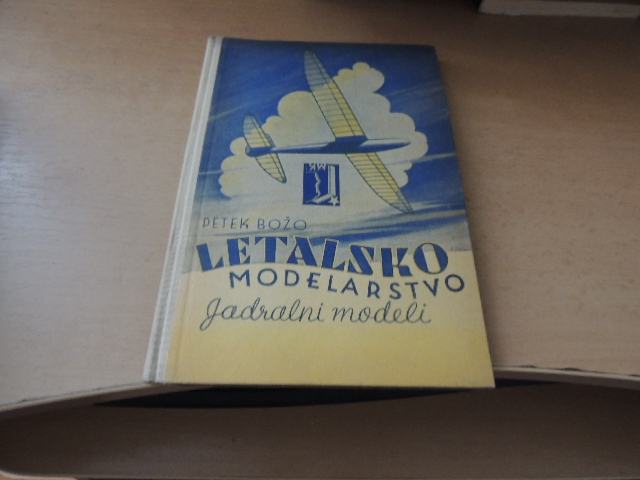 PETEK BOŽO
LETALSKO
MODELARSTVO
Jadralni modeli